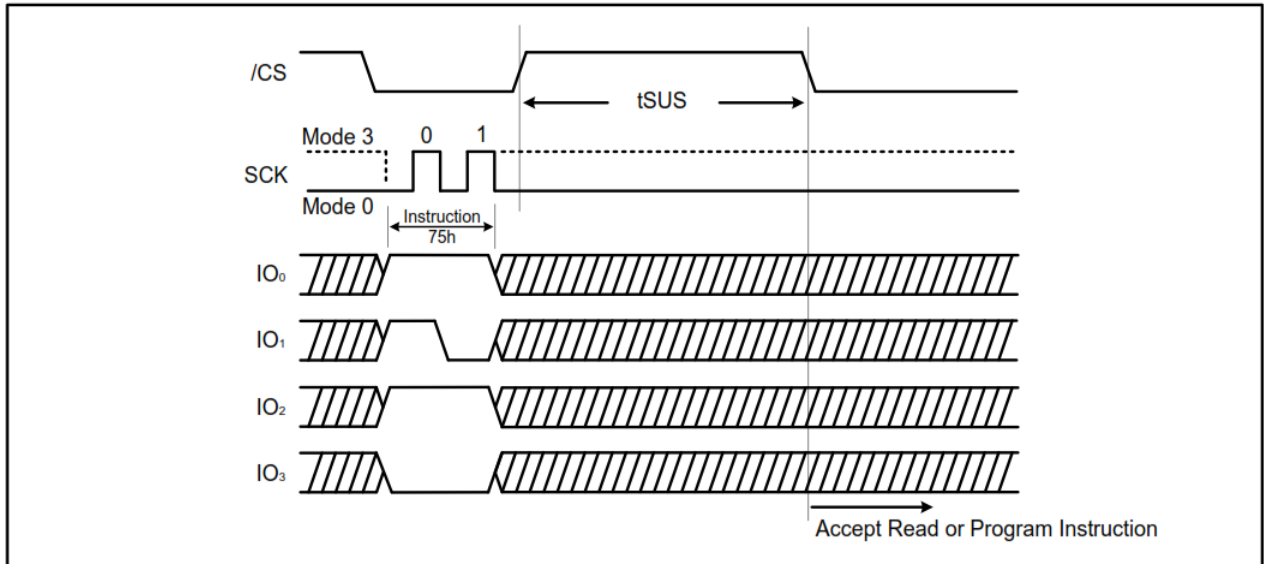 /CS
tSUS
Mode 3 0 1
SCK
Mode 0
Instruction
75h
IO₀
IO₁
IO₂
IO₃
Accept Read or Program Instruction